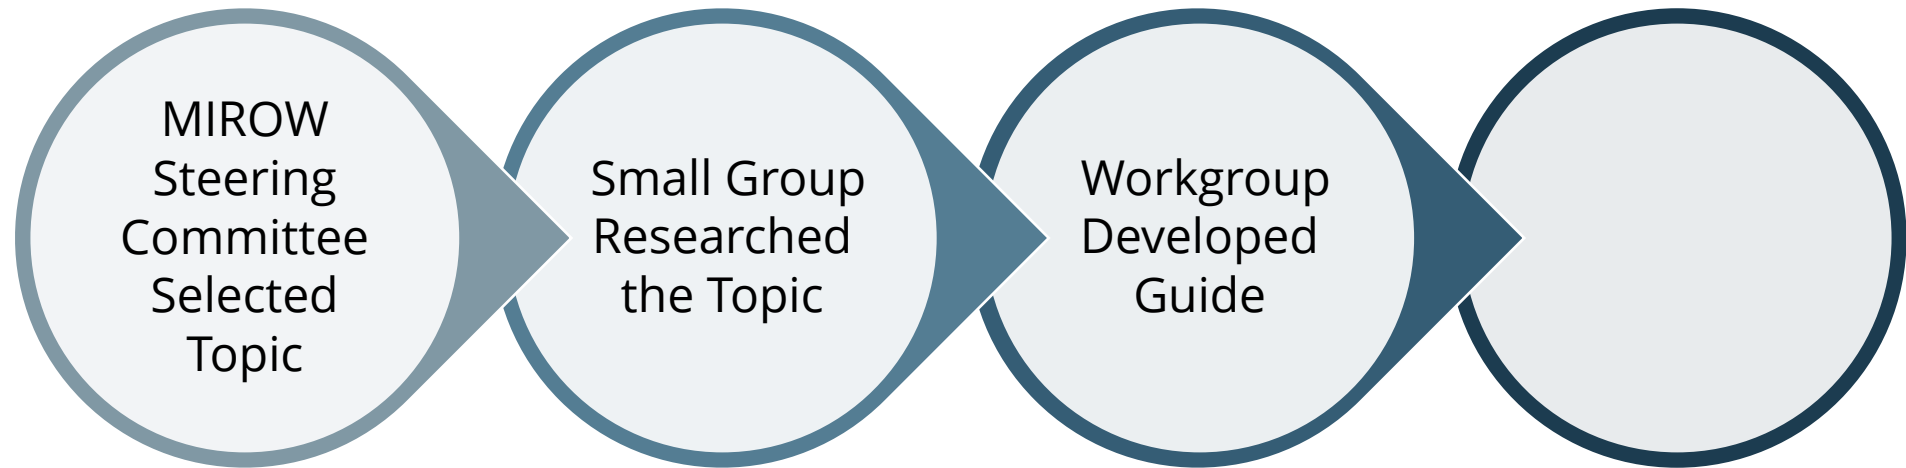 MIROW
Steering
Committee
Selected
Topic
Small Group
Researched
the Topic
Workgroup
Developed
Guide